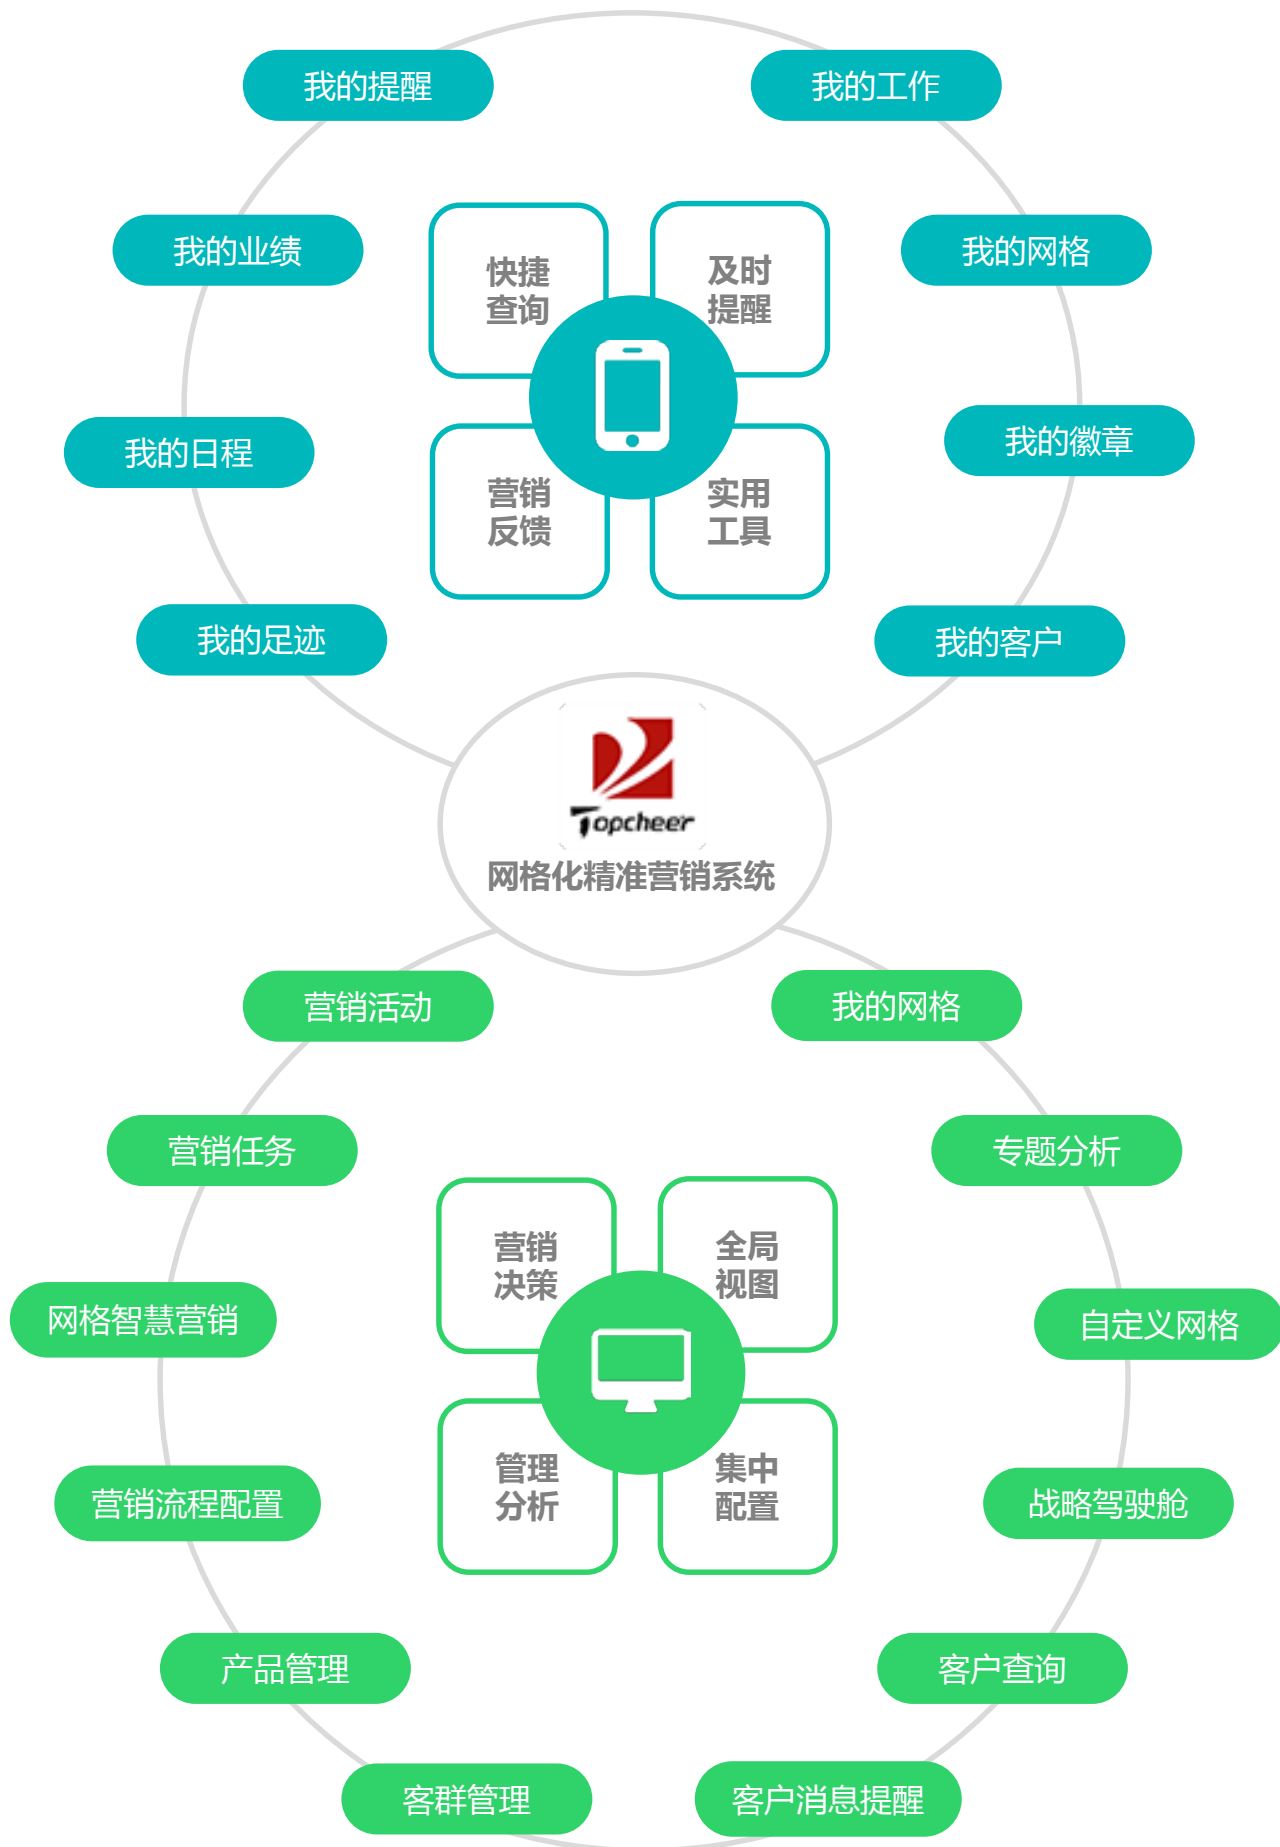 我的提醒
我的工作
我的业绩
我的网格
快捷
查询
及时
提醒
我的日程
我的徽章
营销
反馈
实用
工具
我的足迹
我的客户
Topcheer
网格化精准营销系统
营销活动
我的网格
营销任务
专题分析
营销
决策
全局
视图
网格智慧营销
自定义网格
管理
分析
集中
配置
营销流程配置
战略驾驶舱
产品管理
客户查询
客群管理
客户消息提醒